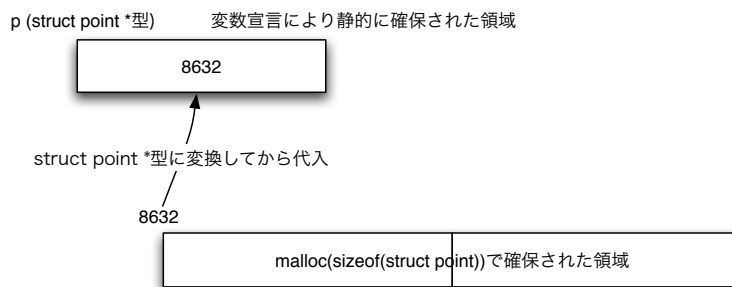 p (struct point *型) 変数宣言により静的に確保された領域
8632
struct point *型に変換してから代入
8632
malloc(sizeof(struct point))で確保された領域